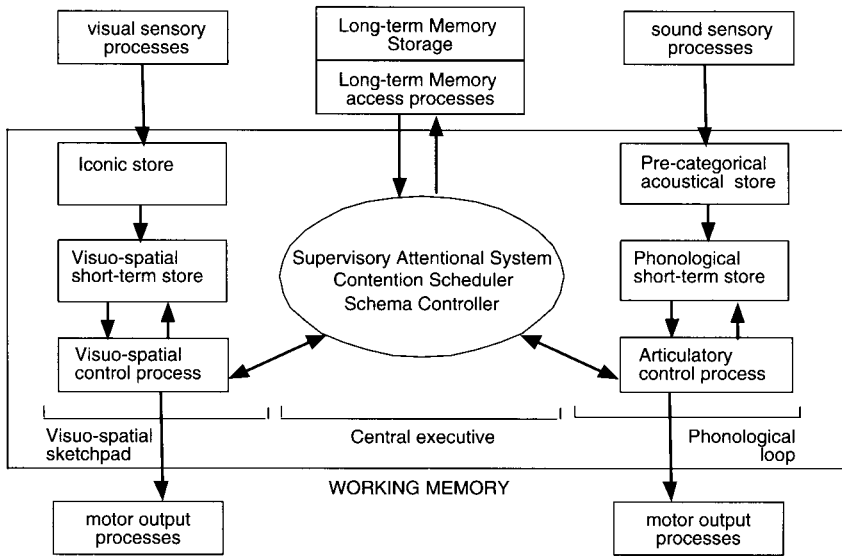 visual sensory
processes
Long-term Memory
Storage
Long-term Memory
access processes
sound sensory
processes
Iconic store
Pre-categorical
acoustical store
Visuo-spatial
short-term store
Supervisory Attentional System
Contention Scheduler
Schema Controller
Phonological
short-term store
Visuo-spatial
control process
Articulatory
control process
Visuo-spatial
sketchpad
Central executive
Phonological
loop
WORKING MEMORY
motor output
processes
motor output
processes